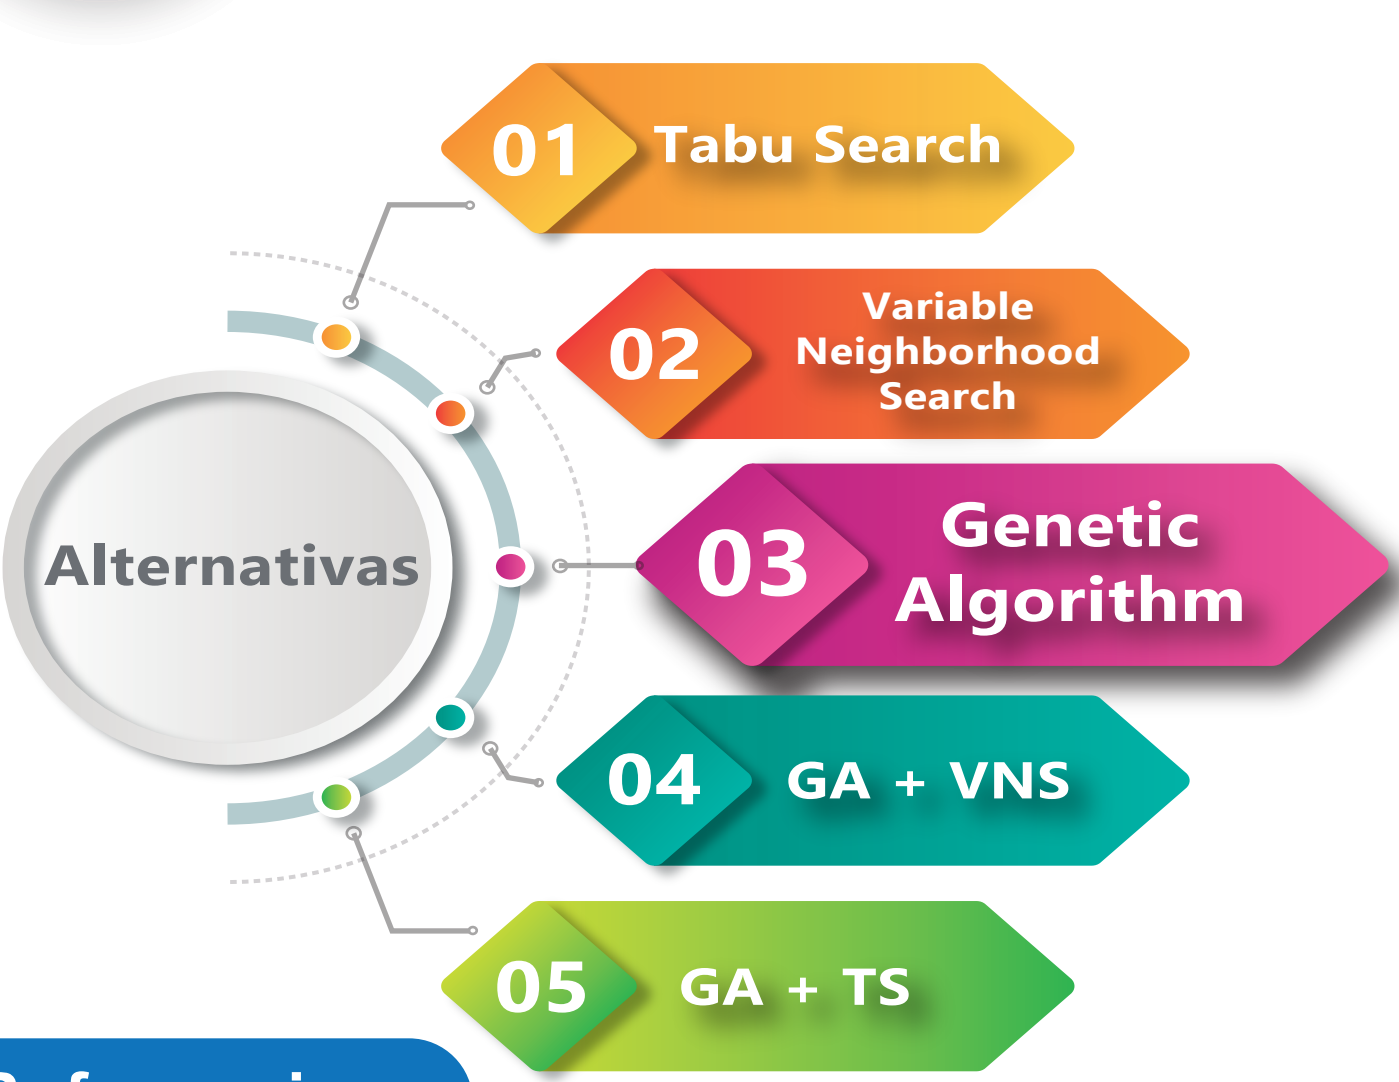 01
Tabu Search
02
Variable
Neighborhood
Search
Alternativas
03
Genetic
Algorithm
04
GA + VNS
05
GA + TS